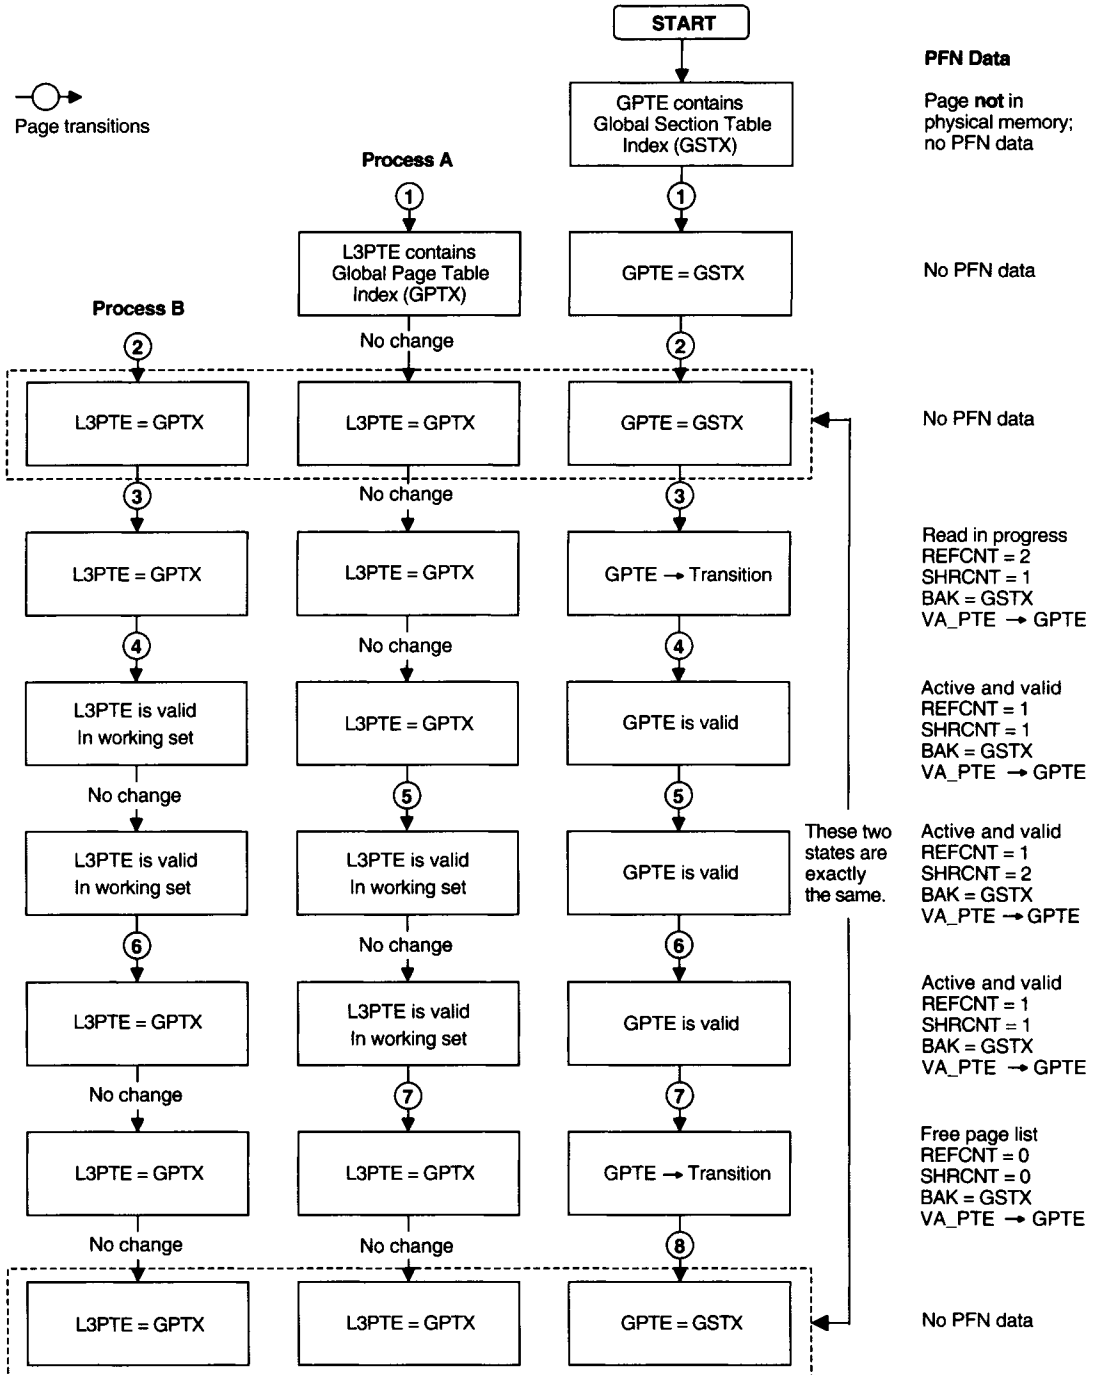 START
PFN Data
Page transitions
GPTE contains
Global Section Table
Index (GSTX)
Page not in
physical memory;
no PFN data
Process A
1
1
L3PTE contains
Global Page Table
Index (GPTX)
GPTE = GSTX
No PFN data
Process B
No change
2
2
L3PTE = GPTX
L3PTE = GPTX
GPTE = GSTX
No PFN data
3
No change
3
L3PTE = GPTX
L3PTE = GPTX
GPTE → Transition
Read in progress
REFCNT = 2
SHRCNT = 1
BAK = GSTX
VA_PTE → GPTE
4
No change
4
L3PTE is valid
In working set
L3PTE = GPTX
GPTE is valid
Active and valid
REFCNT = 1
SHRCNT = 1
BAK = GSTX
VA_PTE → GPTE
No change
5
5
L3PTE is valid
In working set
L3PTE is valid
In working set
GPTE is valid
These two
states are
exactly
the same.
Active and valid
REFCNT = 1
SHRCNT = 2
BAK = GSTX
VA_PTE → GPTE
6
No change
6
L3PTE = GPTX
L3PTE is valid
In working set
GPTE is valid
Active and valid
REFCNT = 1
SHRCNT = 1
BAK = GSTX
VA_PTE → GPTE
No change
7
7
L3PTE = GPTX
L3PTE = GPTX
GPTE → Transition
Free page list
REFCNT = 0
SHRCNT = 0
BAK = GSTX
VA_PTE → GPTE
No change
No change
8
L3PTE = GPTX
L3PTE = GPTX
GPTE = GSTX
No PFN data